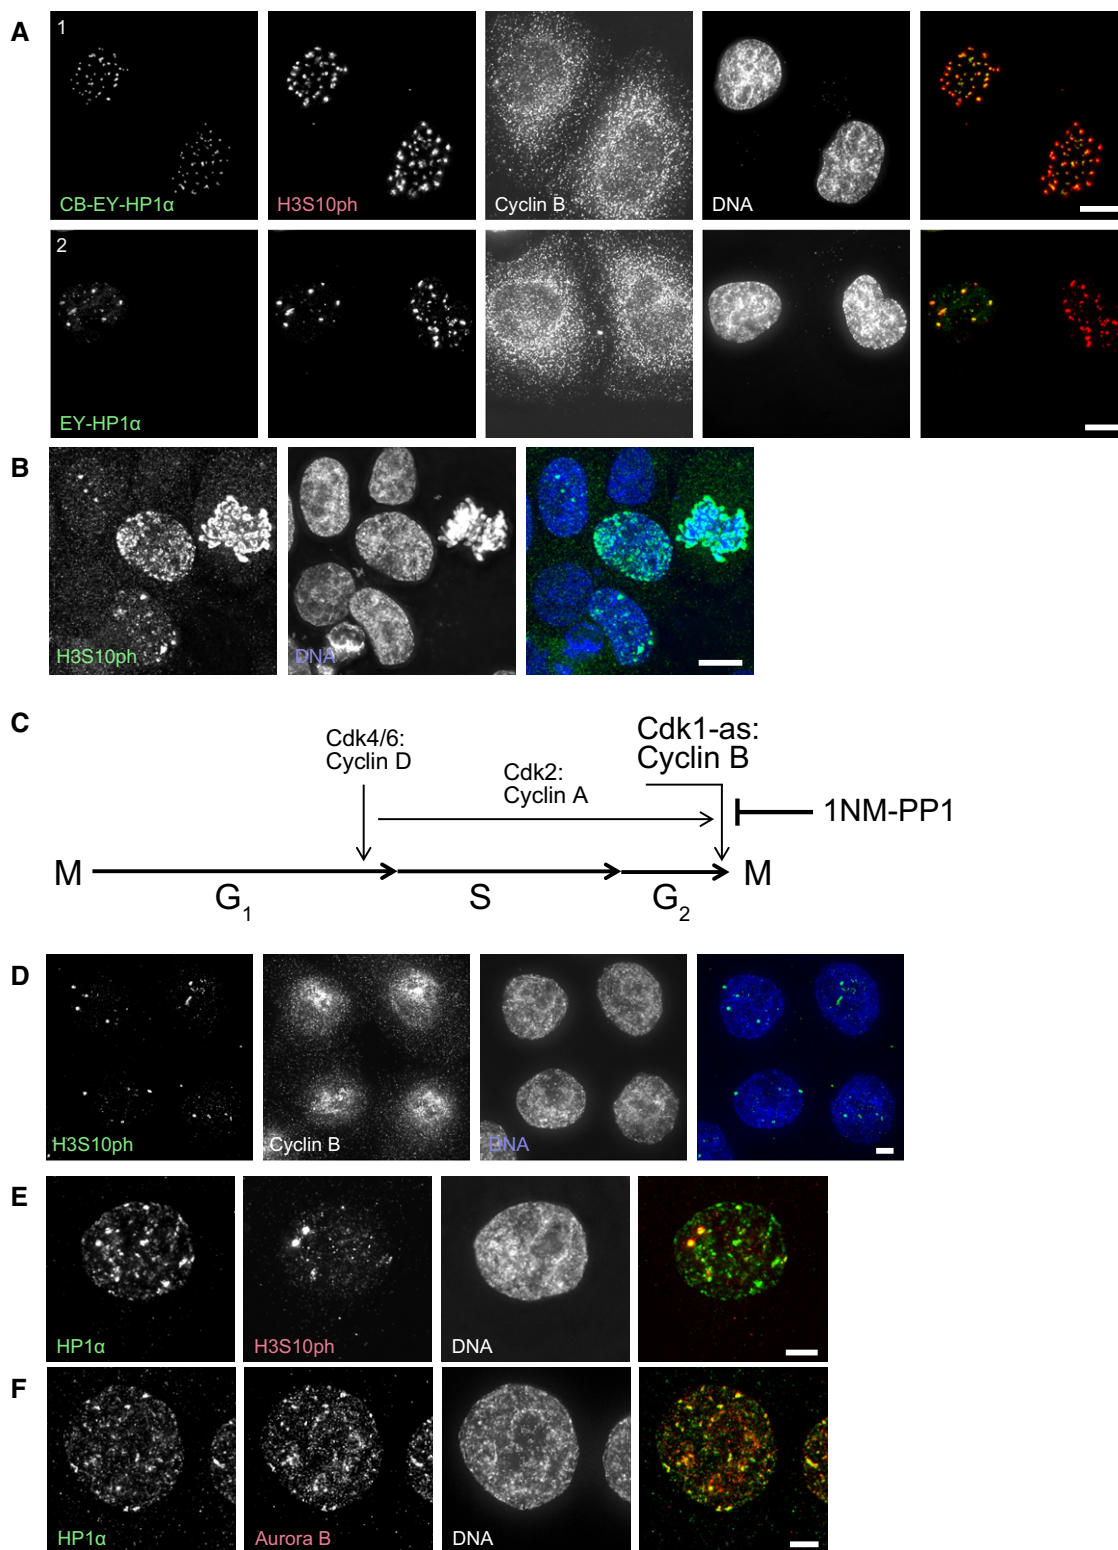 A
1
CB-EY-HP1α
H3S10ph
Cyclin B
DNA
2
EY-HP1α
B
H3S10ph
DNA
C
Cdk4/6:
Cyclin D
Cdk2:
Cyclin A
Cdk1-as:
Cyclin B
1NM-PP1
M
G1
S
G2
M
D
H3S10ph
Cyclin B
DNA
E
HP1α
H3S10ph
DNA
F
HP1α
Aurora B
DNA